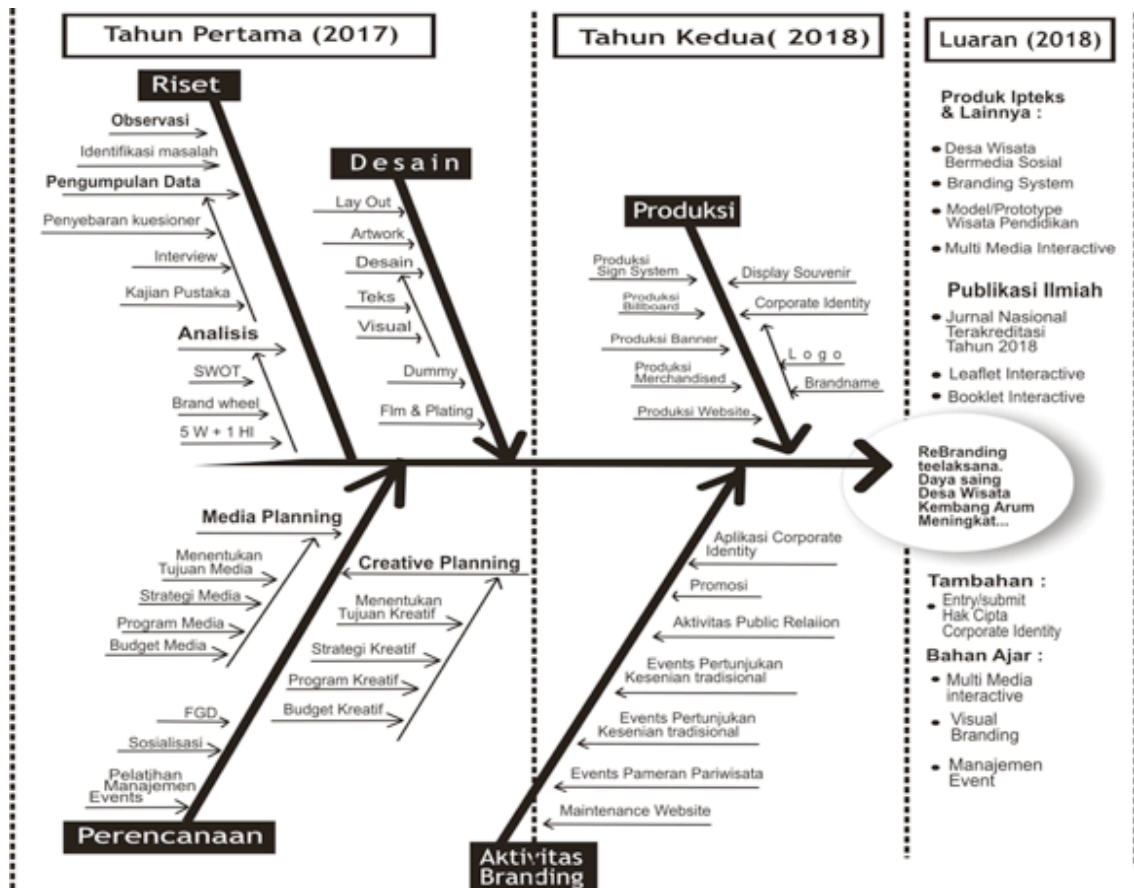 Tahun Pertama (2017)
Tahun Kedua( 2018)
Luaran (2018)
Riset
Observasi
Identifikasi masalah
Pengumpulan Data
Penyebaran kuesioner
Interview
Kajian Pustaka
Analisis
SWOT
Brand wheel
5 W + 1 HI
Desain
Lay Out
Artwork
Desain
Teks
Visual
Dummy
Flm & Plating
Produksi
Produksi
Sign System
Produksi
Billboard
Produksi Banner
Produksi
Merchandised
Produksi Website
Display Souvenir
Corporate Identity
Logo
Brandname
Produk Ipteks
& Lainnya :
Desa Wisata
Bermedia Sosial
Branding System
Model/Prototype
Wisata Pendidikan
Multi Media Interactive
Publikasi Ilmiah
Jurnal Nasional
Terakreditasi
Tahun 2018
Leaflet Interactive
Booklet Interactive
ReBranding
teelaksana.
Daya saing
Desa Wisata
Kembang Arum
Meningkat...
Media Planning
Menentukan
Tujuan Media
Strategi Media
Program Media
Budget Media
Creative Planning
Menentukan
Tujuan Kreatif
Strategi Kreatif
Program Kreatif
Budget Kreatif
FGD
Sosialisasi
Pelatihan
Manajemen
Events
Perencanaan
Aplikasi Corporate
Identity
Promosi
Aktivitas Public Relaiion
Events Pertunjukan
Kesenian tradisional
Events Pertunjukan
Kesenian tradisional
Events Pameran Pariwisata
Maintenance Website
Aktivitas
Branding
Tambahan :
Entry/submit
Hak Cipta
Corporate Identity
Bahan Ajar :
Multi Media
interactive
Visual
Branding
Manajemen
Event